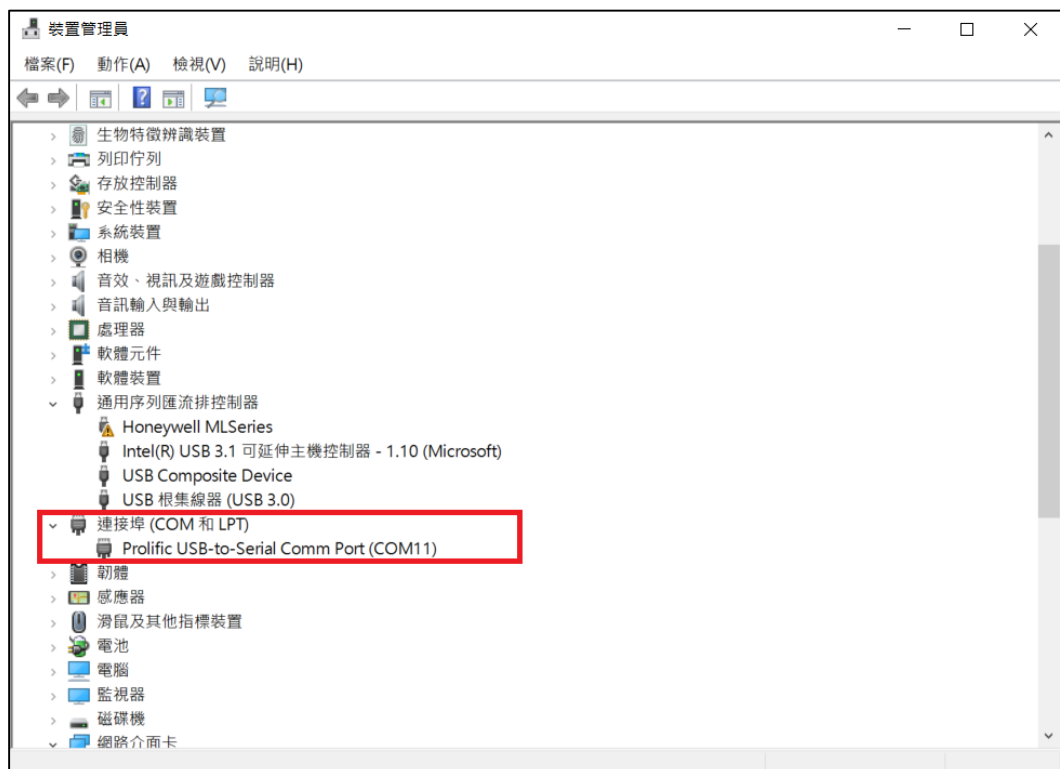 裝置管理員
檔案(F) 動作(A) 檢視(V) 說明(H)
生物特徵辨識裝置
列印佇列
存放控制器
安全性裝置
系統裝置
相機
音效、視訊及遊戲控制器
音訊輸入與輸出
處理器
軟體元件
軟體裝置
通用序列匯流排控制器
Honeywell MLSeries
Intel(R) USB 3.1 可延伸主機控制器 - 1.10 (Microsoft)
USB Composite Device
USB 根集線器 (USB 3.0)
連接埠 (COM 和 LPT)
Prolific USB-to-Serial Comm Port (COM11)
韌體
感應器
滑鼠及其他指標裝置
電池
電腦
監視器
磁碟機
網路介面卡